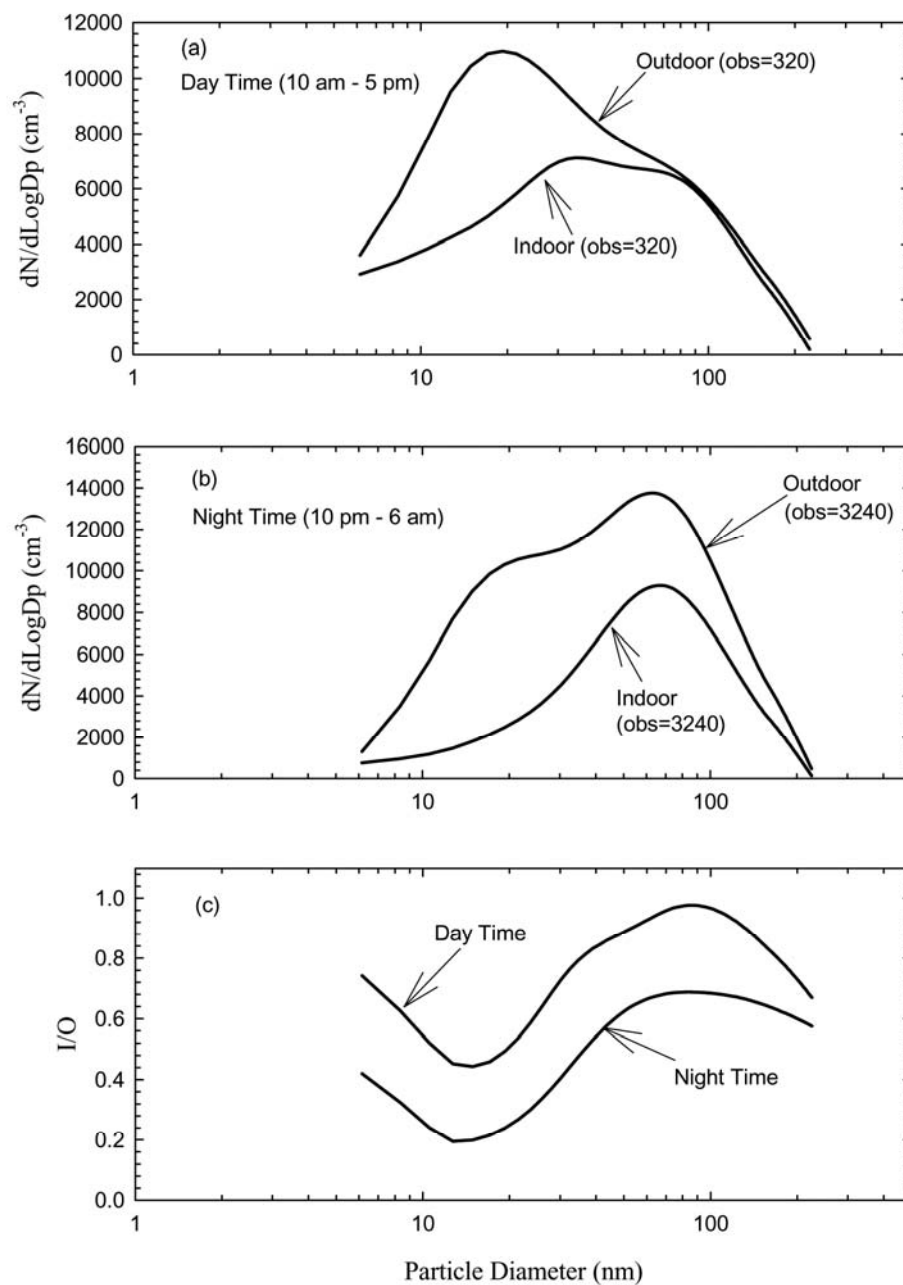 12000
10000
8000
6000
4000
2000
0
dN/dLogDp (cm-3)
(a)
Day Time (10 am - 5 pm)
Outdoor (obs=320)
Indoor (obs=320)
1
10
100
16000
14000
12000
10000
8000
6000
4000
2000
0
dN/dLogDp (cm-3)
(b)
Night Time (10 pm - 6 am)
Outdoor
(obs=3240)
Indoor
(obs=3240)
1
10
100
1.0
0.8
0.6
0.4
0.2
0.0
I/O
(c)
Day Time
Night Time
1
10
100
Particle Diameter (nm)